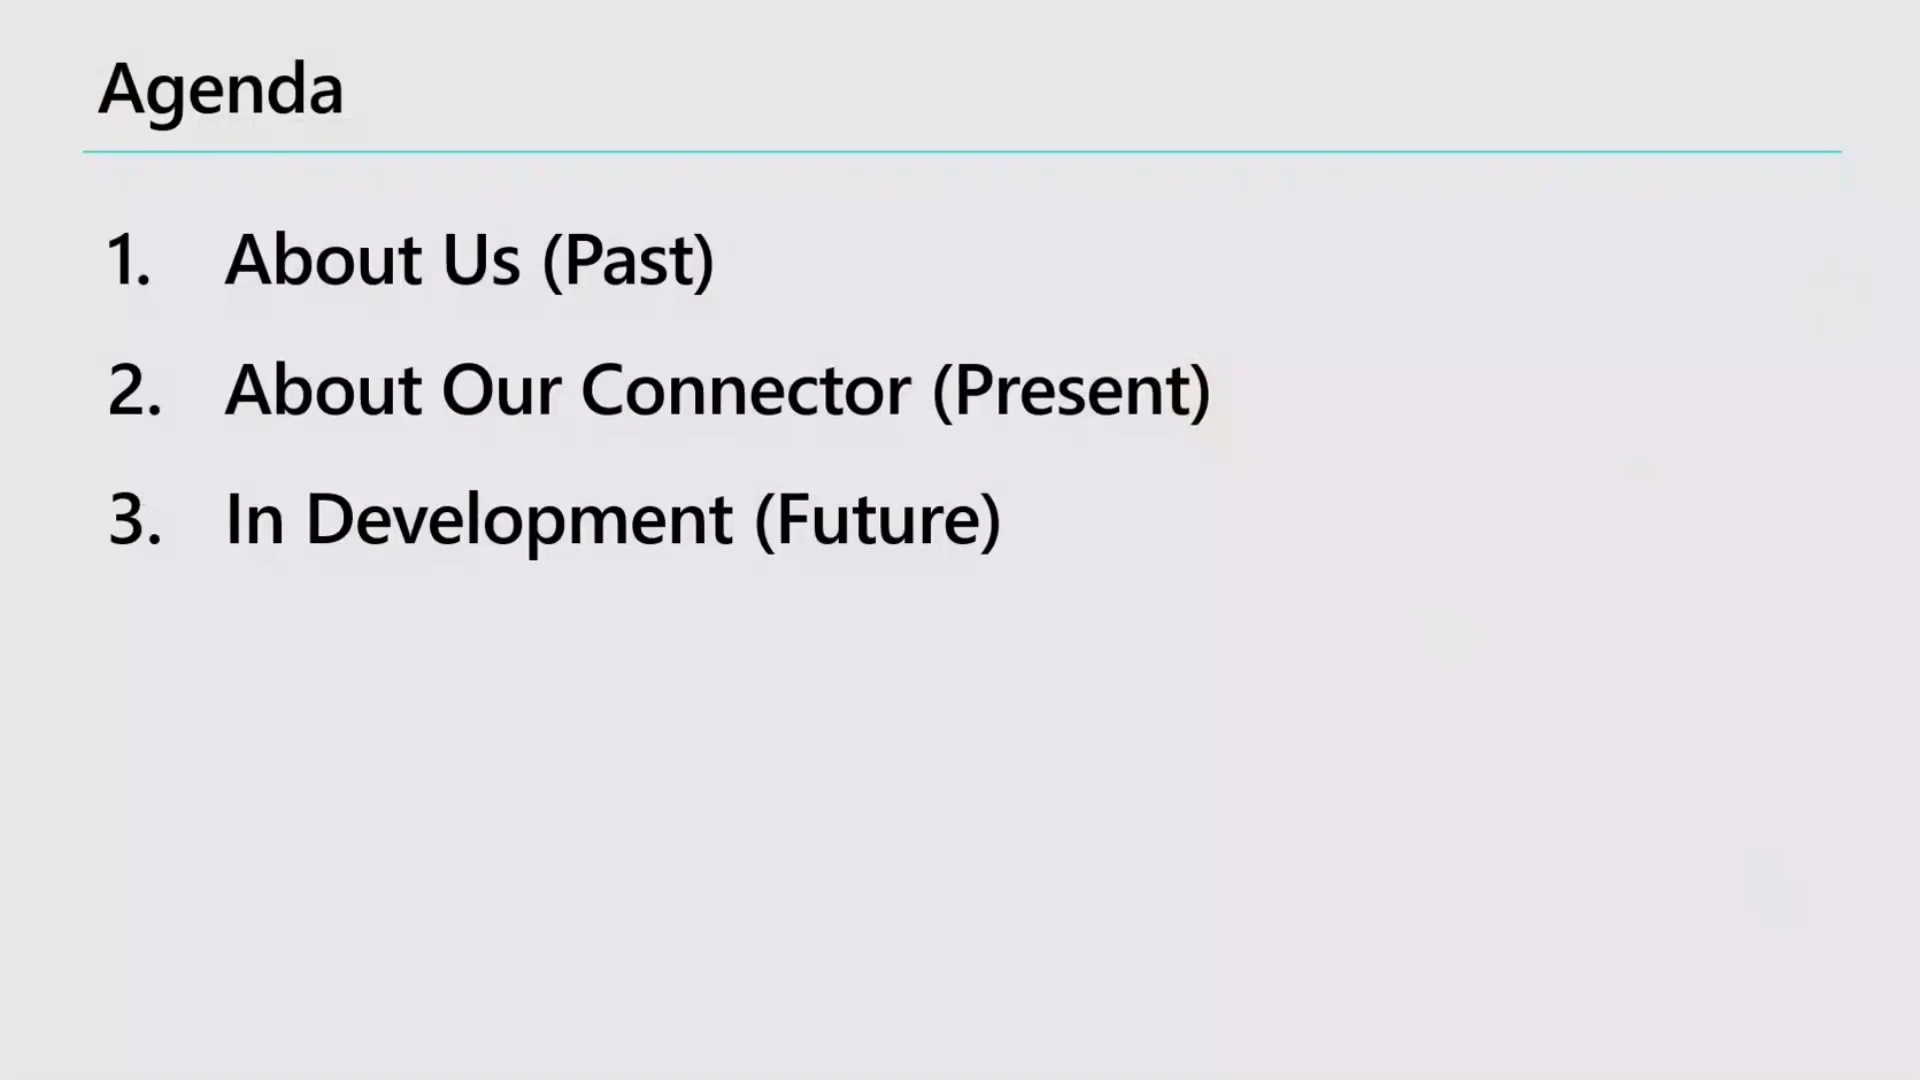 Agenda
1. About Us (Past)
2. About Our Connector (Present)
3. In Development (Future)